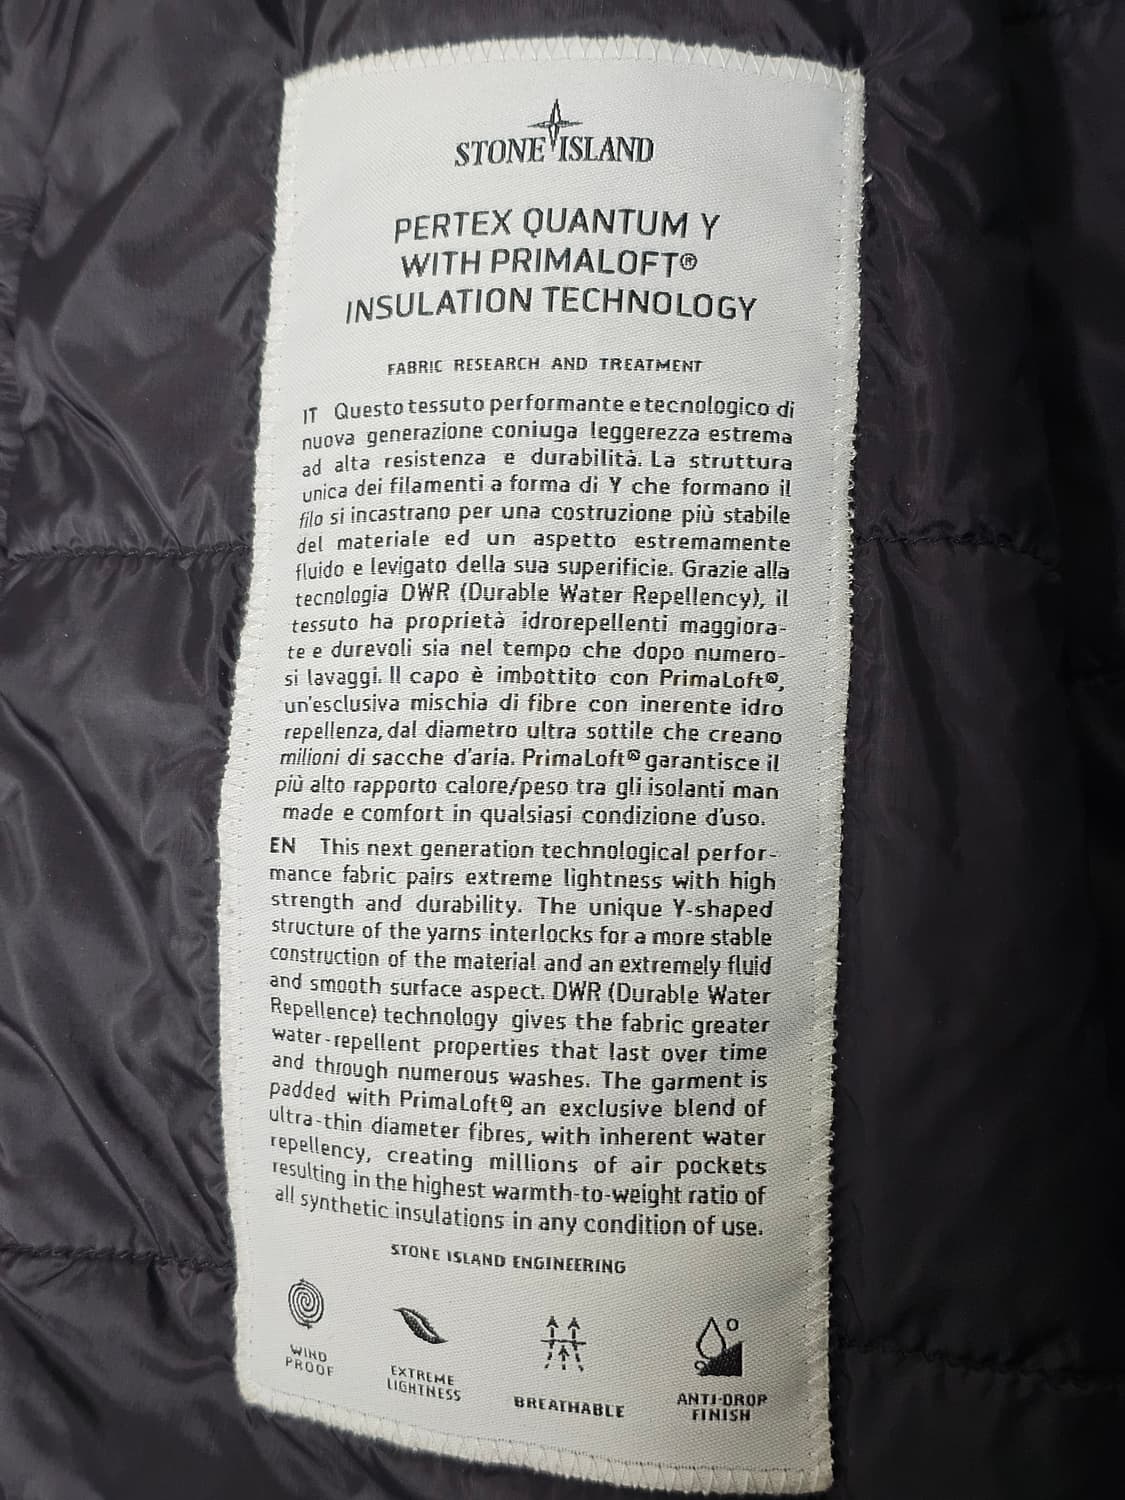 STONE ISLAND
PERTEX QUANTUM Y
WITH PRIMALOFT®
INSULATION TECHNOLOGY
FABRIC RESEARCH AND TREATMENT
IT Questo tessuto performante e tecnologico di
nuova generazione coniuga leggerezza estrema
ad alta resistenza e durabilità. La struttura
unica dei filamenti a forma di Y che formano il
filo si incastrano per una costruzione più stabile
del materiale ed un aspetto estremamente
fluido e levigato della sua superificie. Grazie alla
tecnologia DWR (Durable Water Repellency), il
tessuto ha proprietà idrorepellenti maggiora-
te e durevoli sia nel tempo che dopo numero-
si lavaggi. Il capo è imbottito con PrimaLoft®,
un'esclusiva mischia di fibre con inerente idro
repellenza, dal diametro ultra sottile che creano
milioni di sacche d'aria. PrimaLoft® garantisce il
più alto rapporto calore/peso tra gli isolanti man
made e comfort in qualsiasi condizione d'uso.
EN This next generation technological perfor-
mance fabric pairs extreme lightness with high
strength and durability. The unique Y-shaped
structure of the yarns interlocks for a more stable
construction of the material and an extremely fluid
and smooth surface aspect. DWR (Durable Water
Repellence) technology gives the fabric greater
water-repellent properties that last over time
and through numerous washes. The garment is
padded with PrimaLoft®, an exclusive blend of
ultra-thin diameter fibres, with inherent water
repellency, creating millions of air pockets
resulting in the highest warmth-to-weight ratio of
all synthetic insulations in any condition of use.
STONE ISLAND ENGINEERING
WIND
PROOF
EXTREME
LIGHTNESS
BREATHABLE
ANTI-DROP
FINISH